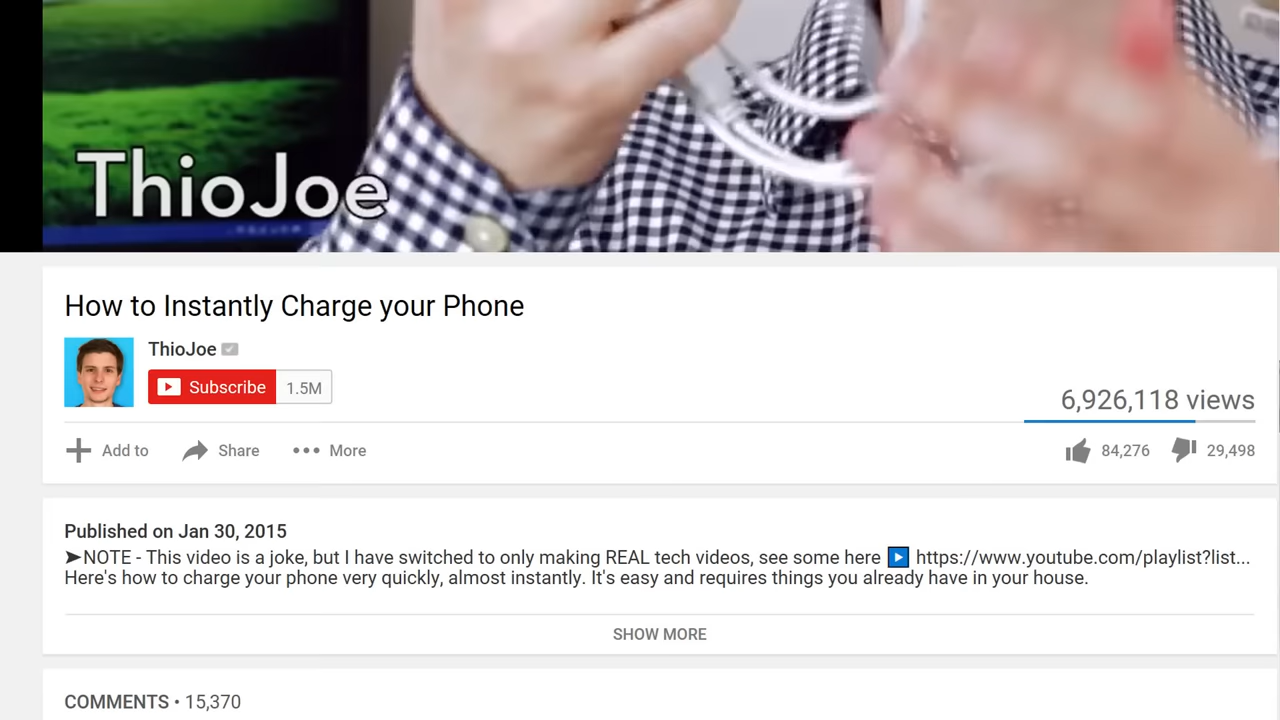 ThioJoe
How to Instantly Charge your Phone
ThioJoe
Subscribe 1.5M
6,926,118 views
Add to Share More 84,276 29,498
Published on Jan 30, 2015
➤NOTE - This video is a joke, but I have switched to only making REAL tech videos, see some here ▶️ https://www.youtube.com/playlist?list...
Here's how to charge your phone very quickly, almost instantly. It's easy and requires things you already have in your house.
SHOW MORE
COMMENTS • 15,370